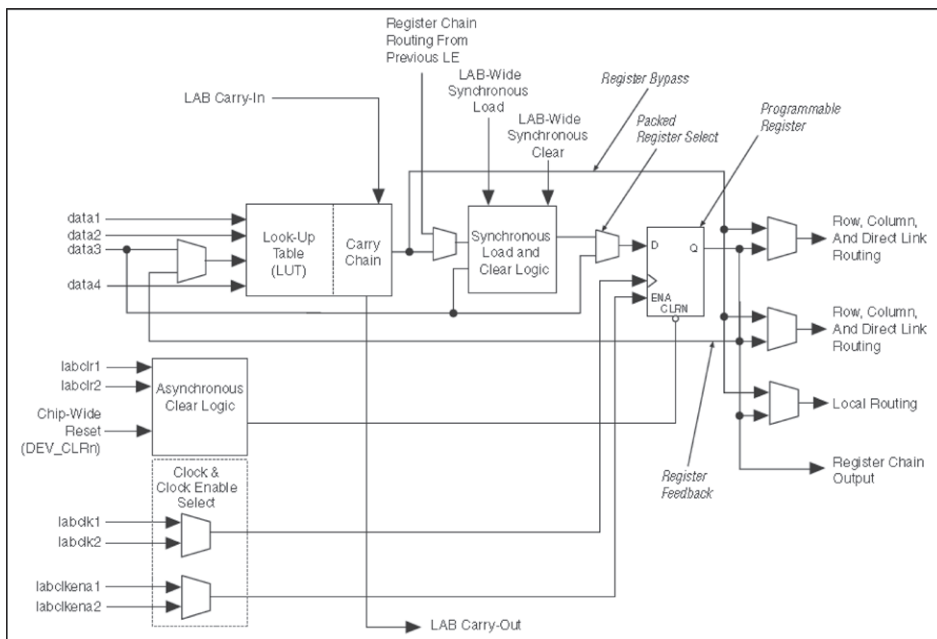 Register Chain
Routing From
Previous LE
LAB-Wide
Synchronous
Load
Register Bypass
LAB Carry-In
LAB-Wide
Synchronous
Clear
Packed
Register Select
Programmable
Register
data1
data2
data3
data4
Look-Up
Table
(LUT)
Carry
Chain
Synchronous
Load and
Clear Logic
D
Q
ENA
CLRN
Row, Column,
And Direct Link
Routing
Row, Column,
And Direct Link
Routing
labclr1
labclr2
Chip-Wide
Reset
(DEV_CLRn)
Asynchronous
Clear Logic
Local Routing
Clock &
Clock Enable
Select
Register
Feedback
Register Chain
Output
labclk1
labclk2
labclkena1
labclkena2
LAB Carry-Out